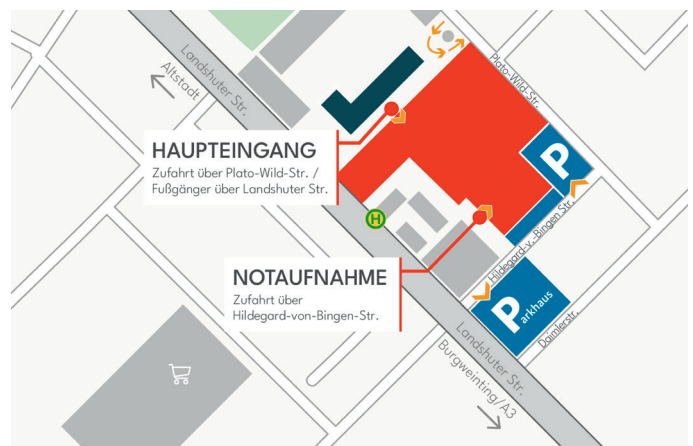 Landshuter Str.
Altstadt
Plato-Wild-Str.
HAUPTEINGANG
Zufahrt über Plato-Wild-Str. /
Fußgänger über Landshuter Str.
P
H
Hildegard-v.-Bingen Str.
NOTAUFNAHME
Zufahrt über
Hildegard-von-Bingen-Str.
Parkhaus
Daimlerstr.
Landshuter Str.
Burgweinting/A3